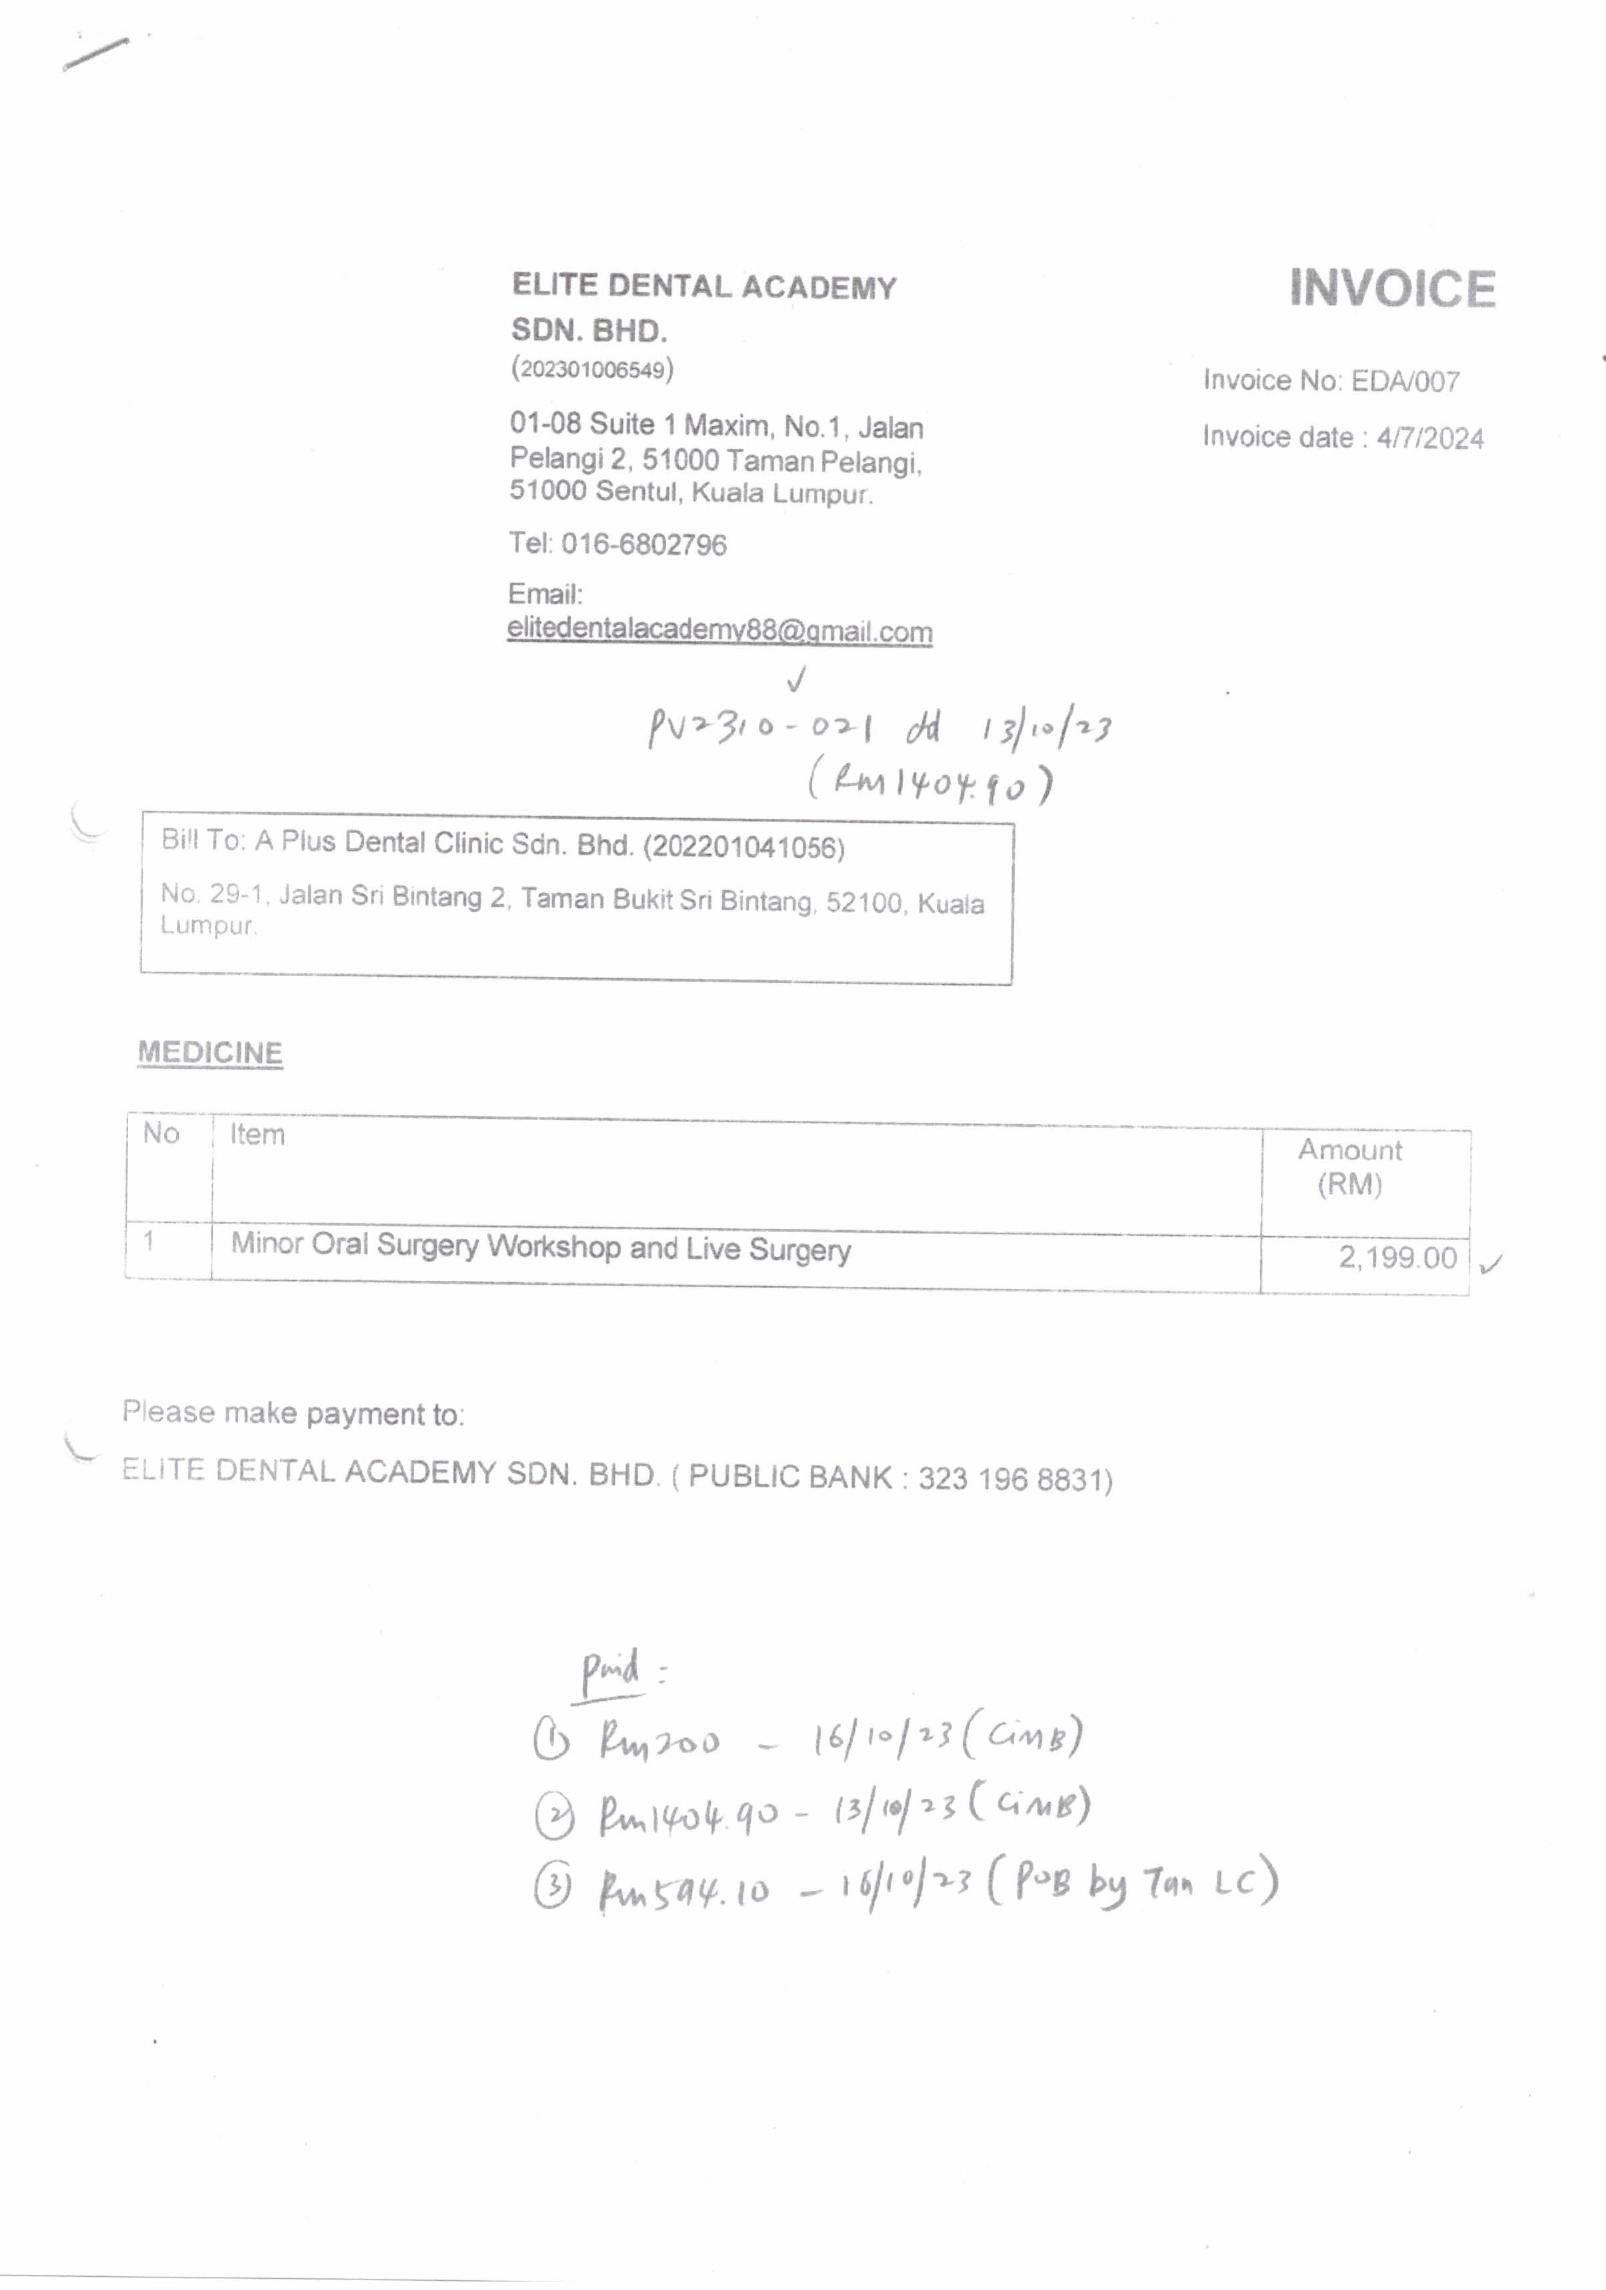 ELITE DENTAL ACADEMY
SDN. BHD.
(202301006549)
01-08 Suite 1 Maxim, No.1, Jalan
Pelangi 2, 51000 Taman Pelangi,
51000 Sentul, Kuala Lumpur.
Tel: 016-6802796
Email:
elitedentalacademy88@gmail.com
INVOICE
Invoice No: EDA/007
Invoice date : 4/7/2024
PV2310-021 dd 13/10/23
(RM1404.90)
Bill To: A Plus Dental Clinic Sdn. Bhd. (202201041056)
No. 29-1, Jalan Sri Bintang 2, Taman Bukit Sri Bintang, 52100, Kuala
Lumpur.
MEDICINE
No Item Amount
(RM)
1 Minor Oral Surgery Workshop and Live Surgery 2,199.00
Please make payment to:
ELITE DENTAL ACADEMY SDN. BHD. ( PUBLIC BANK : 323 196 8831)
Paid :
① Rm200 - 16/10/23 (CIMB)
② Rm1404.90 - 13/10/23 (CIMB)
③ Rm594.10 - 16/10/23 (POB by Tan LC)